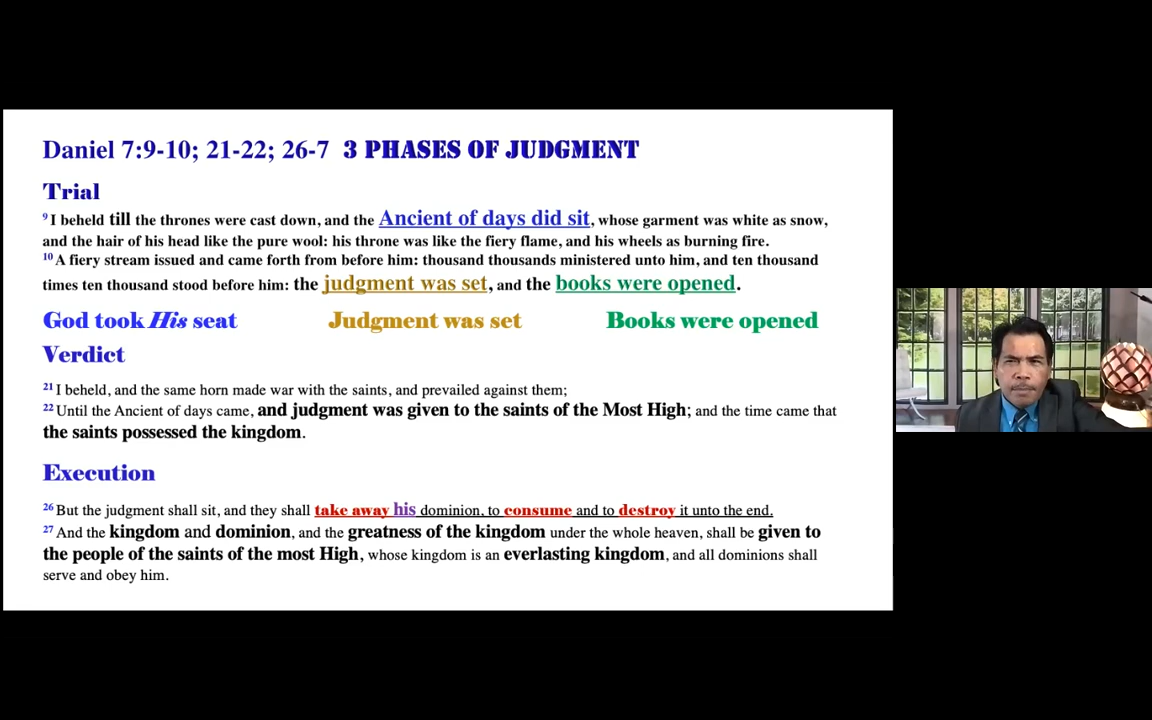 Daniel 7:9-10; 21-22; 26-7 3 PHASES OF JUDGMENT
Trial
9 I beheld till the thrones were cast down, and the Ancient of days did sit, whose garment was white as snow,
and the hair of his head like the pure wool: his throne was like the fiery flame, and his wheels as burning fire.
10 A fiery stream issued and came forth from before him: thousand thousands ministered unto him, and ten thousand
times ten thousand stood before him: the judgment was set, and the books were opened.
God took His seat Judgment was set Books were opened
Verdict
21 I beheld, and the same horn made war with the saints, and prevailed against them;
22 Until the Ancient of days came, and judgment was given to the saints of the Most High; and the time came that
the saints possessed the kingdom.
Execution
26 But the judgment shall sit, and they shall take away his dominion, to consume and to destroy it unto the end.
27 And the kingdom and dominion, and the greatness of the kingdom under the whole heaven, shall be given to
the people of the saints of the most High, whose kingdom is an everlasting kingdom, and all dominions shall
serve and obey him.